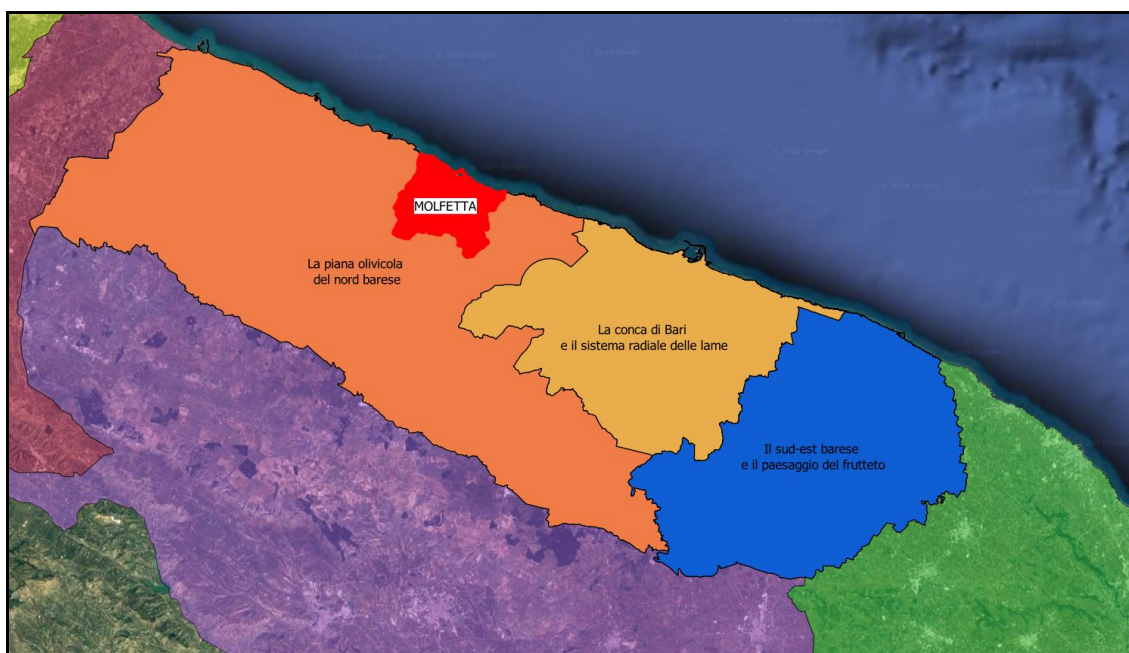 MOLFETTA
La piana olivicola
del nord barese
La conca di Bari
e il sistema radiale delle lame
Il sud-est barese
e il paesaggio del frutteto